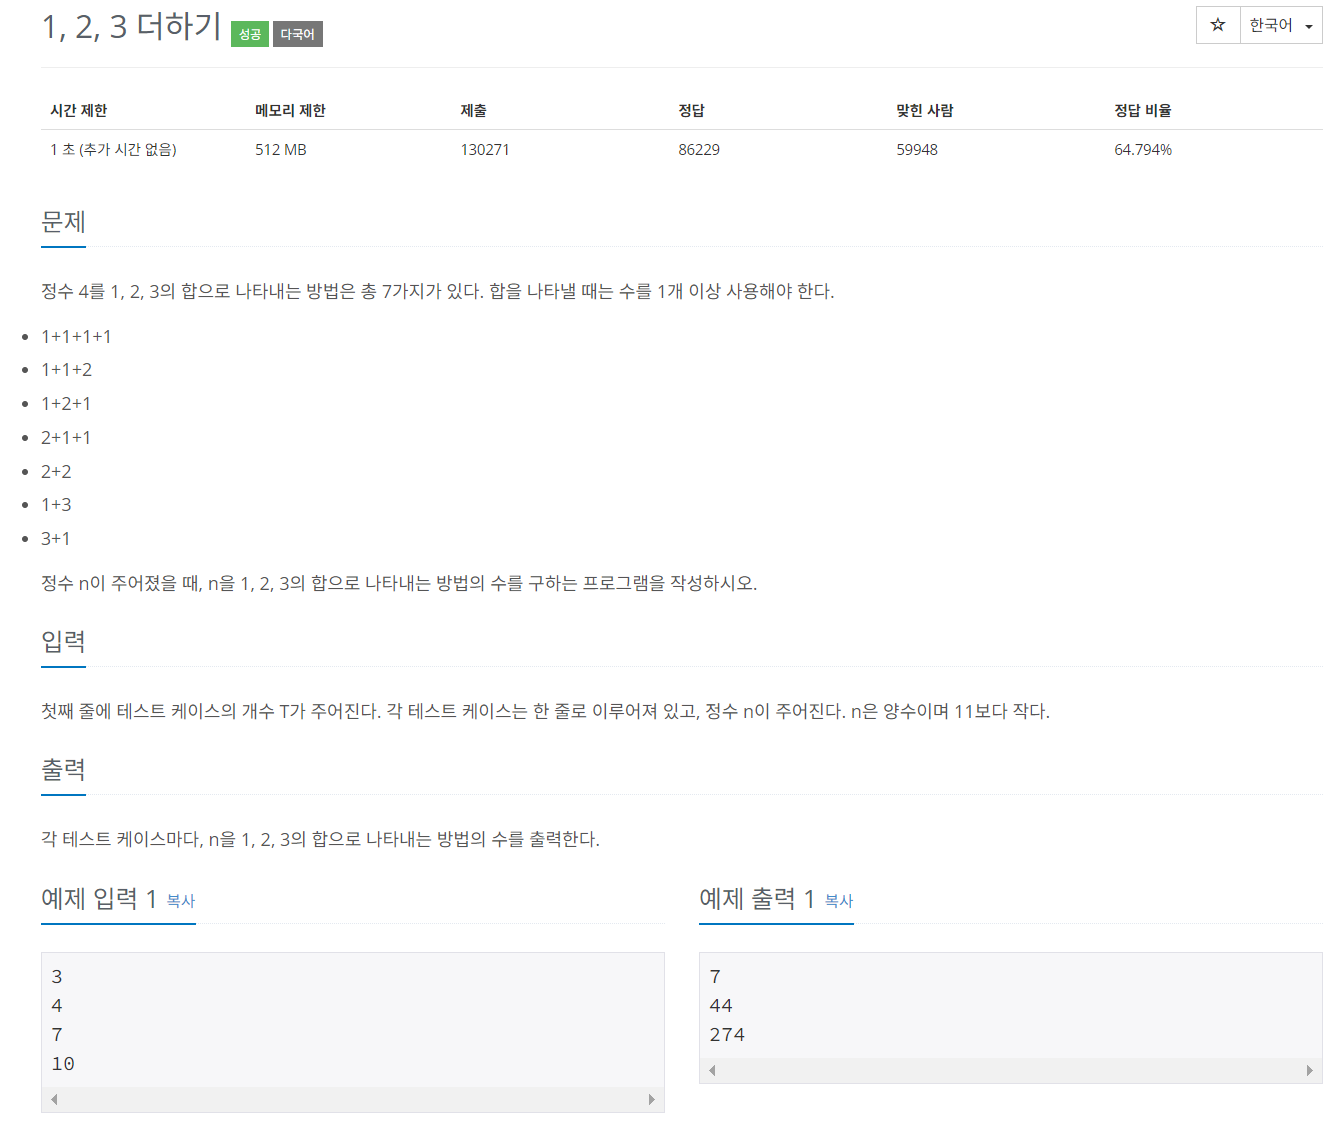 1, 2, 3 더하기 성공 다국어
☆ 한국어
시간 제한 메모리 제한 제출 정답 맞힌 사람 정답 비율
1 초 (추가 시간 없음) 512 MB 130271 86229 59948 64.794%
문제
정수 4를 1, 2, 3의 합으로 나타내는 방법은 총 7가지가 있다. 합을 나타낼 때는 수를 1개 이상 사용해야 한다.
1+1+1+1
1+1+2
1+2+1
2+1+1
2+2
1+3
3+1
정수 n이 주어졌을 때, n을 1, 2, 3의 합으로 나타내는 방법의 수를 구하는 프로그램을 작성하시오.
입력
첫째 줄에 테스트 케이스의 개수 T가 주어진다. 각 테스트 케이스는 한 줄로 이루어져 있고, 정수 n이 주어진다. n은 양수이며 11보다 작다.
출력
각 테스트 케이스마다, n을 1, 2, 3의 합으로 나타내는 방법의 수를 출력한다.
예제 입력 1 복사
3
4
7
10
예제 출력 1 복사
7
44
274